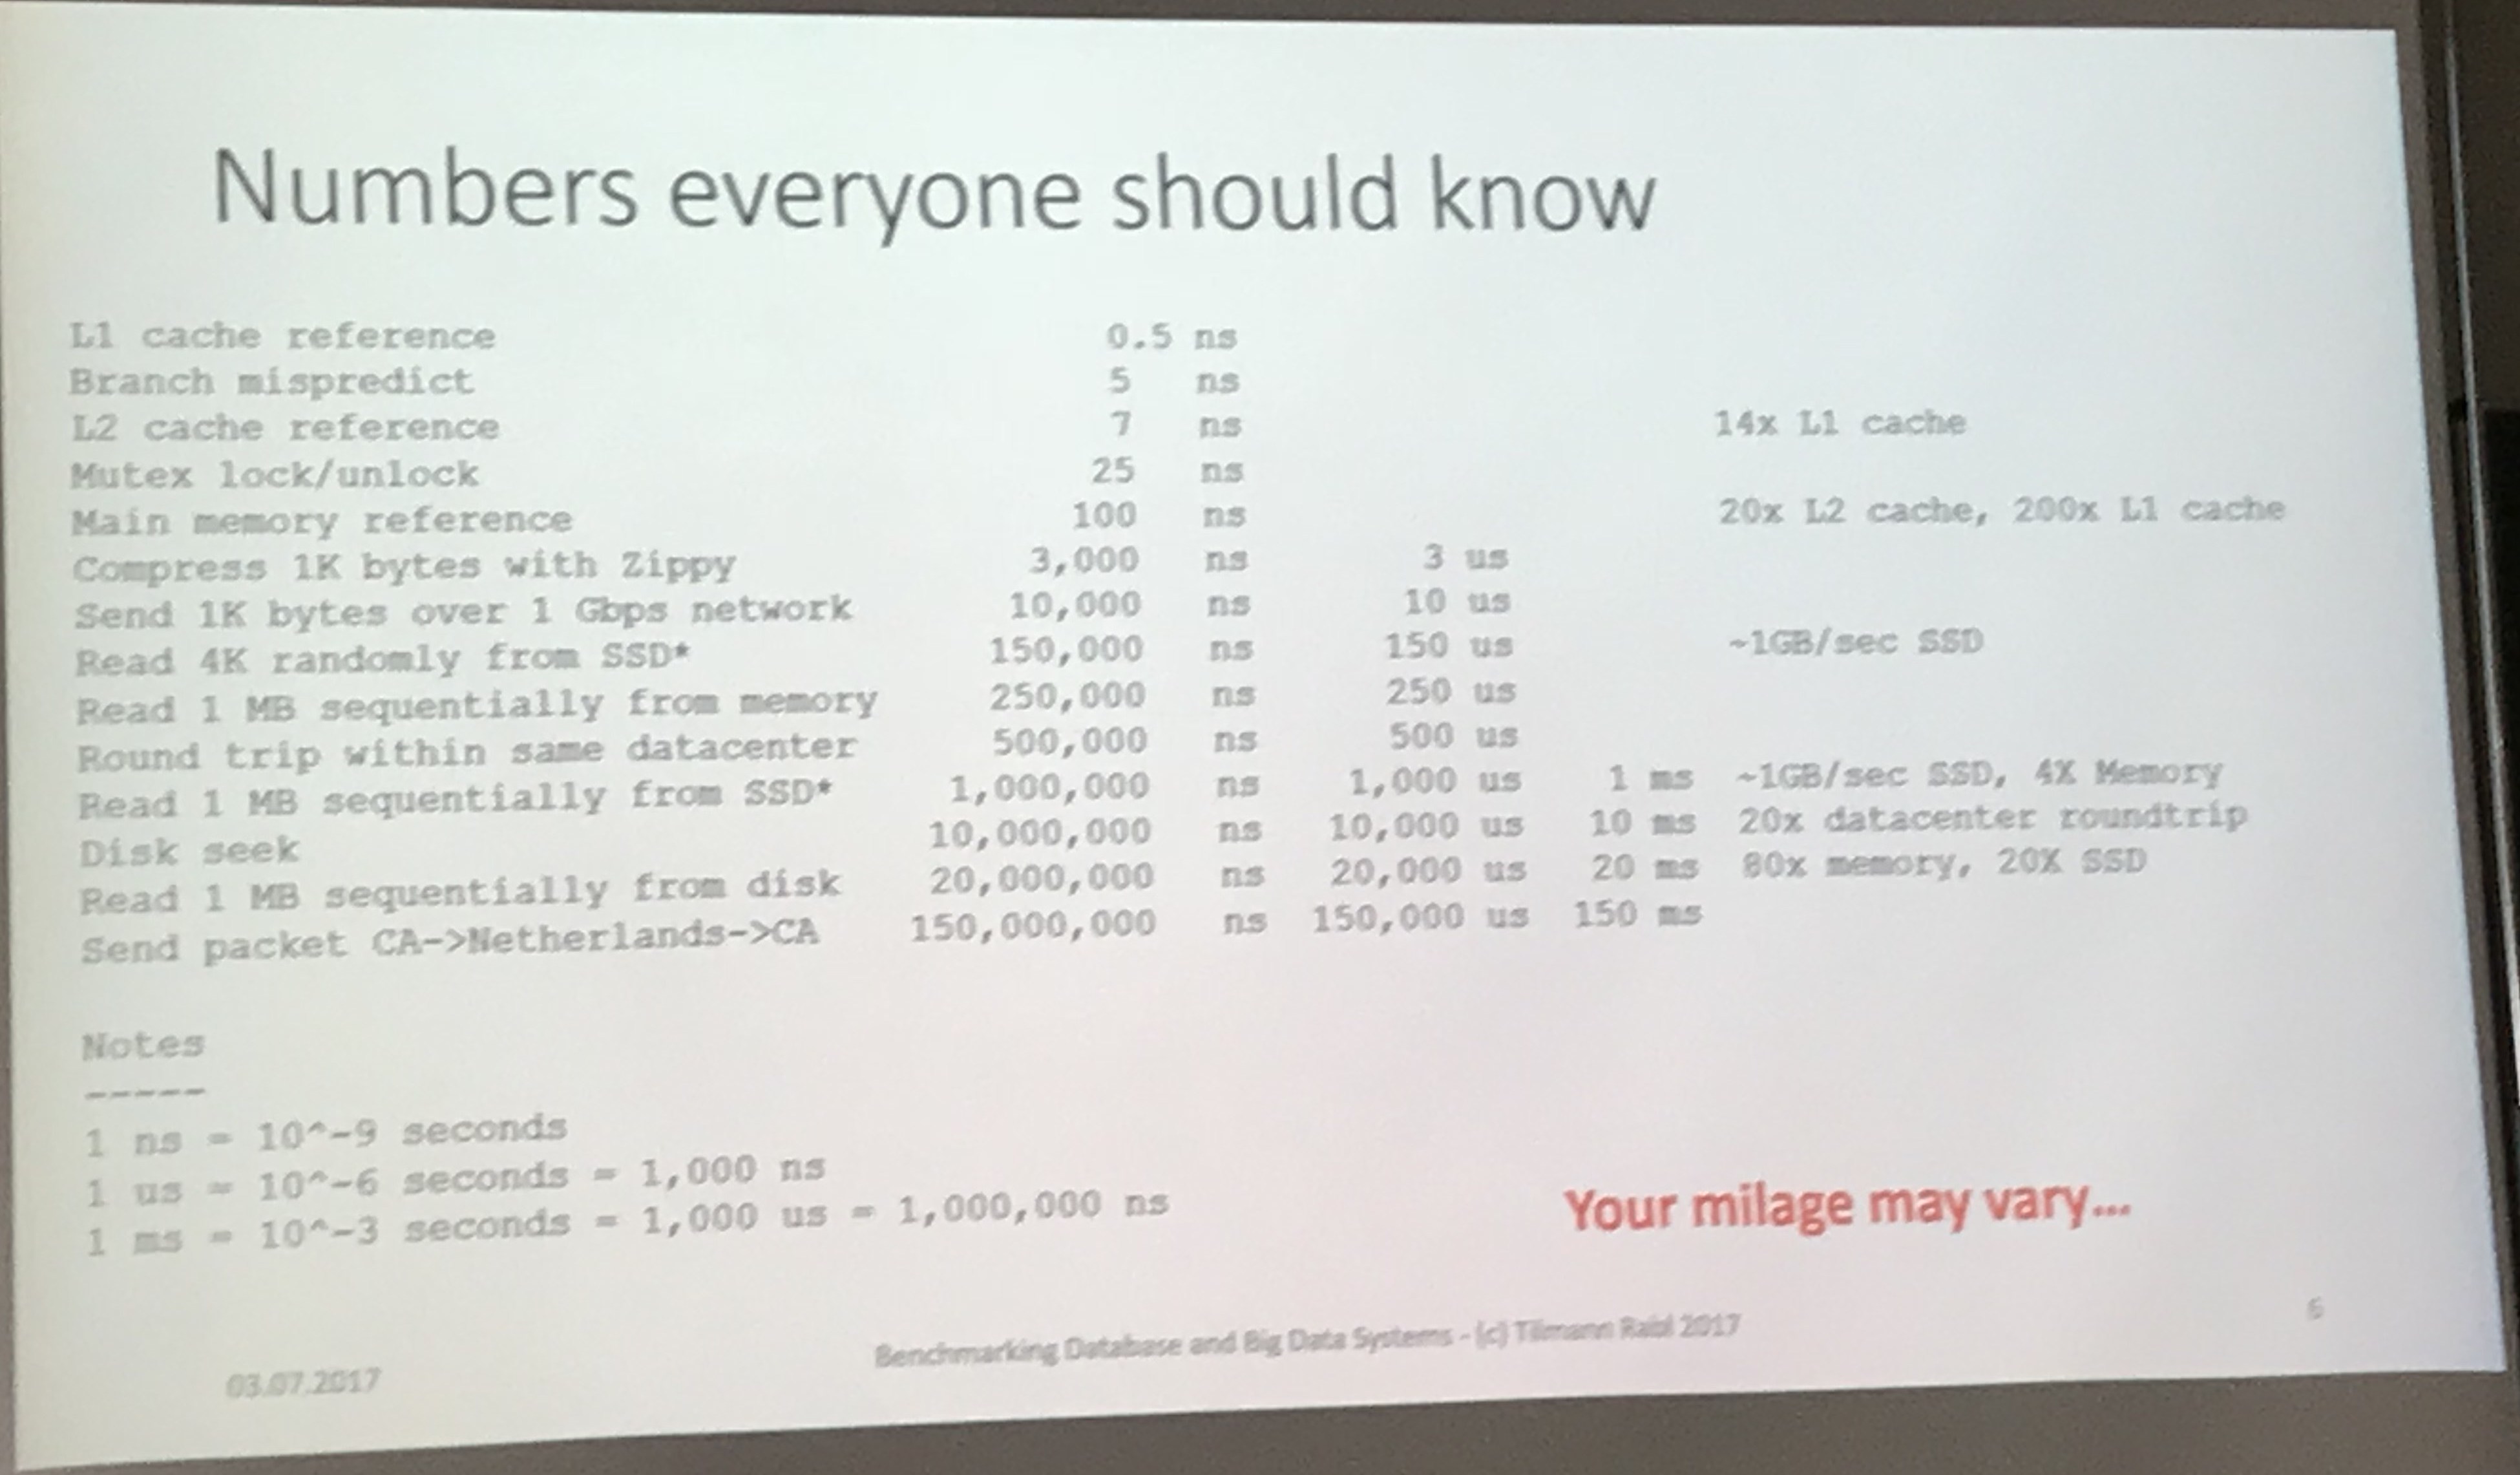 Numbers everyone should know
L1 cache reference 0.5 ns
Branch mispredict 5 ns
L2 cache reference 7 ns 14x L1 cache
Mutex lock/unlock 25 ns
Main memory reference 100 ns 20x L2 cache, 200x L1 cache
Compress 1K bytes with Zippy 3,000 ns 3 us
Send 1K bytes over 1 Gbps network 10,000 ns 10 us
Read 4K randomly from SSD* 150,000 ns 150 us ~1GB/sec SSD
Read 1 MB sequentially from memory 250,000 ns 250 us
Round trip within same datacenter 500,000 ns 500 us
Read 1 MB sequentially from SSD* 1,000,000 ns 1,000 us 1 ms ~1GB/sec SSD, 4X Memory
Disk seek 10,000,000 ns 10,000 us 10 ms 20x datacenter roundtrip
Read 1 MB sequentially from disk 20,000,000 ns 20,000 us 20 ms 80x memory, 20X SSD
Send packet CA->Netherlands->CA 150,000,000 ns 150,000 us 150 ms
Notes
-----
1 ns = 10^-9 seconds
1 us = 10^-6 seconds = 1,000 ns
1 ms = 10^-3 seconds = 1,000 us = 1,000,000 ns
Your milage may vary...
03.07.2017
Benchmarking Database and Big Data Systems - (c) Tilmann Rabl 2017
6